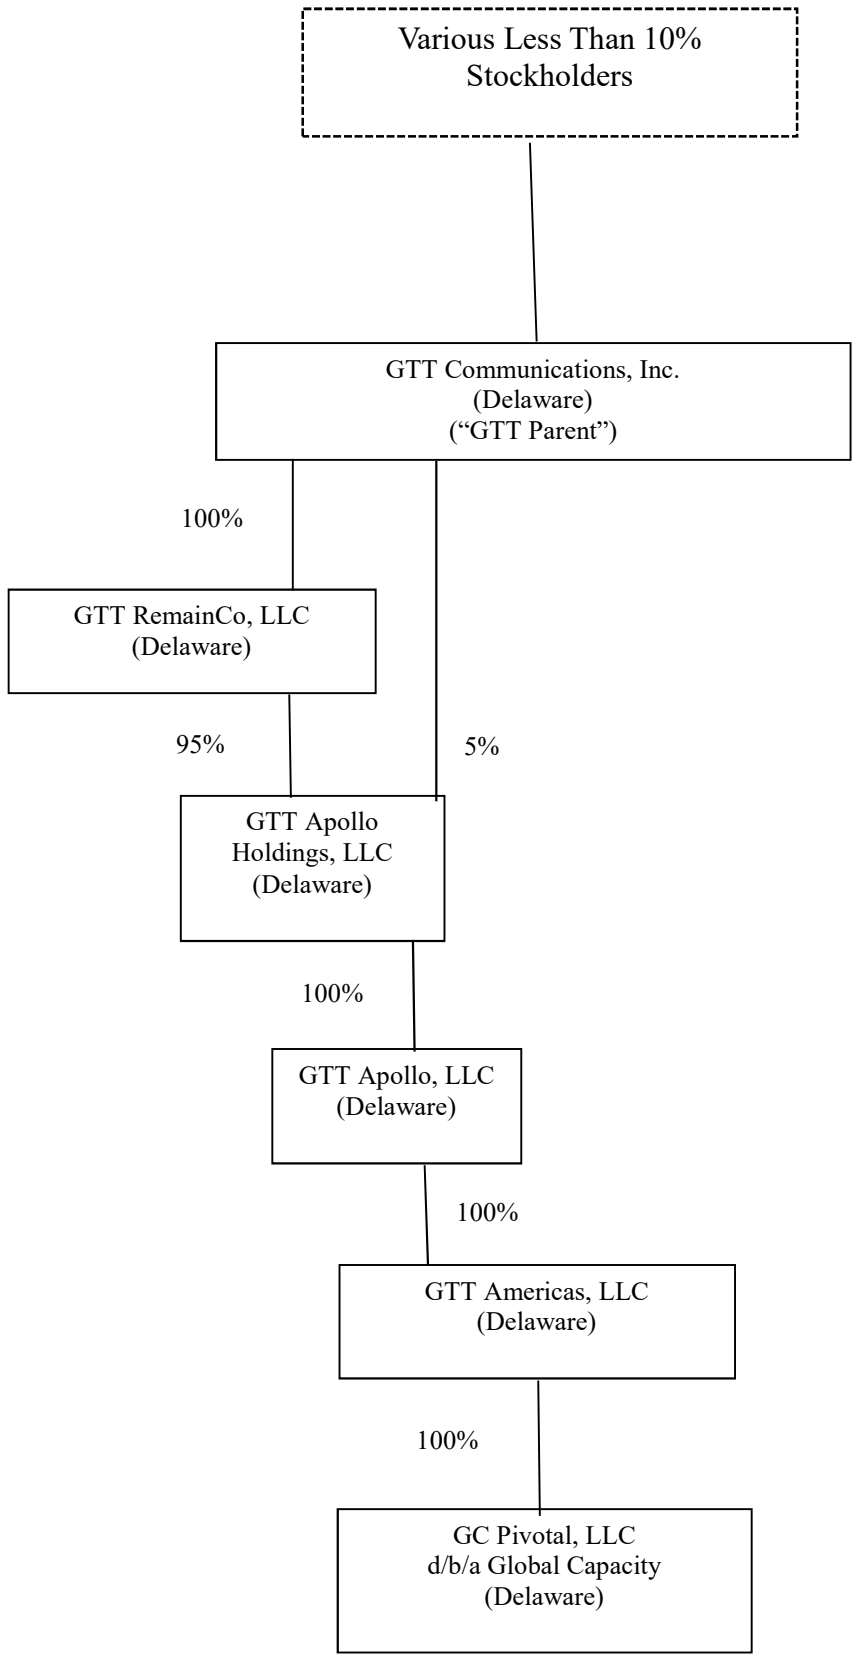 Various Less Than 10%
Stockholders
GTT Communications, Inc.
(Delaware)
(“GTT Parent”)
100%
GTT RemainCo, LLC
(Delaware)
95%
5%
GTT Apollo
Holdings, LLC
(Delaware)
100%
GTT Apollo, LLC
(Delaware)
100%
GTT Americas, LLC
(Delaware)
100%
GC Pivotal, LLC
d/b/a Global Capacity
(Delaware)